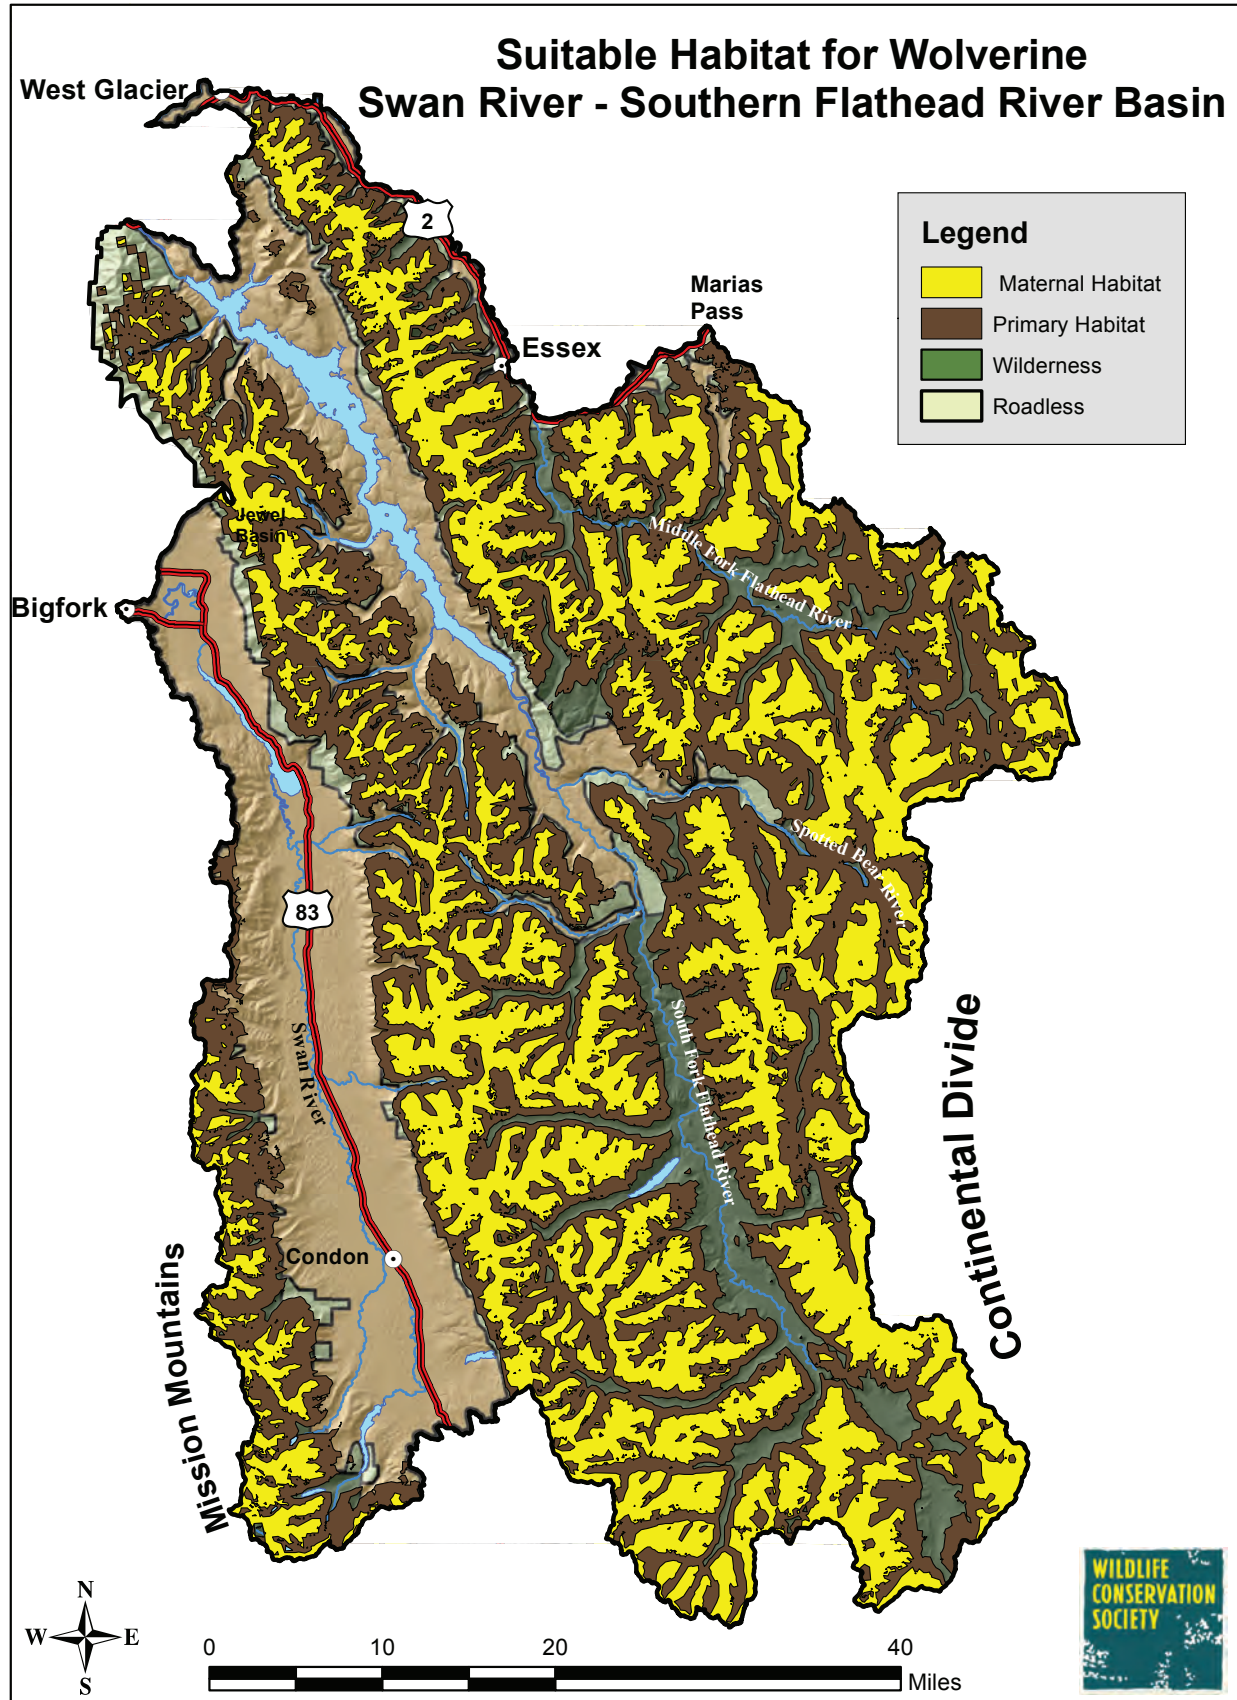 Suitable Habitat for Wolverine
Swan River - Southern Flathead River Basin
West Glacier
2
Legend
Maternal Habitat
Primary Habitat
Wilderness
Roadless
Marias
Pass
Essex
Jewel
Basin
Middle Fork Flathead River
Bigfork
Spotted Bear River
83
South Fork Flathead River
Swan River
Continental Divide
Condon
Mission Mountains
WILDLIFE
CONSERVATION
SOCIETY
N
W E
S
0 10 20 40
Miles